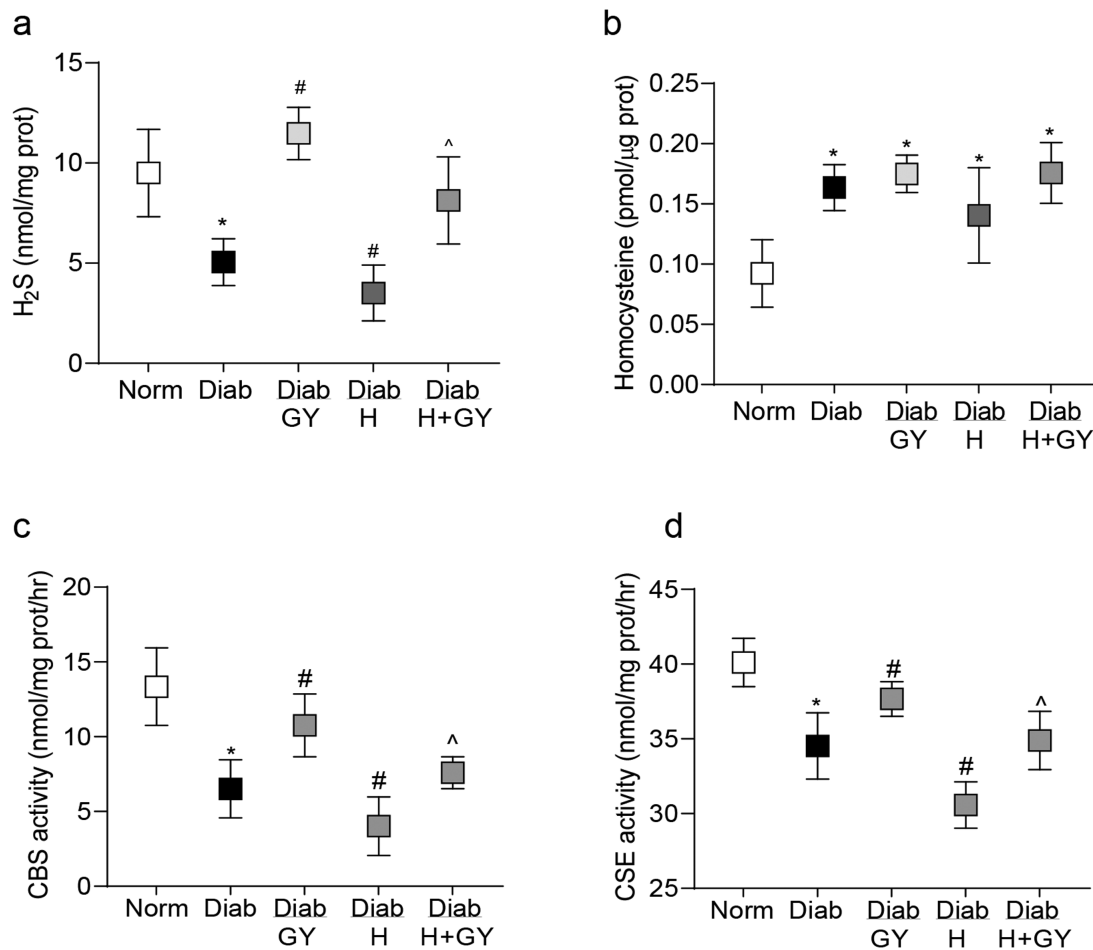 a
H₂S (nmol/mg prot)
15
10
5
0
*
#
#
^
Norm Diab Diab Diab Diab
GY H H+GY
b
Homocysteine (pmol/µg prot)
0.25
0.20
0.15
0.10
0.05
0.00
* * * *
Norm Diab Diab Diab Diab
GY H H+GY
c
CBS activity (nmol/mg prot/hr)
20
15
10
5
0
*
#
#
^
Norm Diab Diab Diab Diab
GY H H+GY
d
CSE activity (nmol/mg prot/hr)
45
40
35
30
25
*
#
#
^
Norm Diab Diab Diab Diab
GY H H+GY